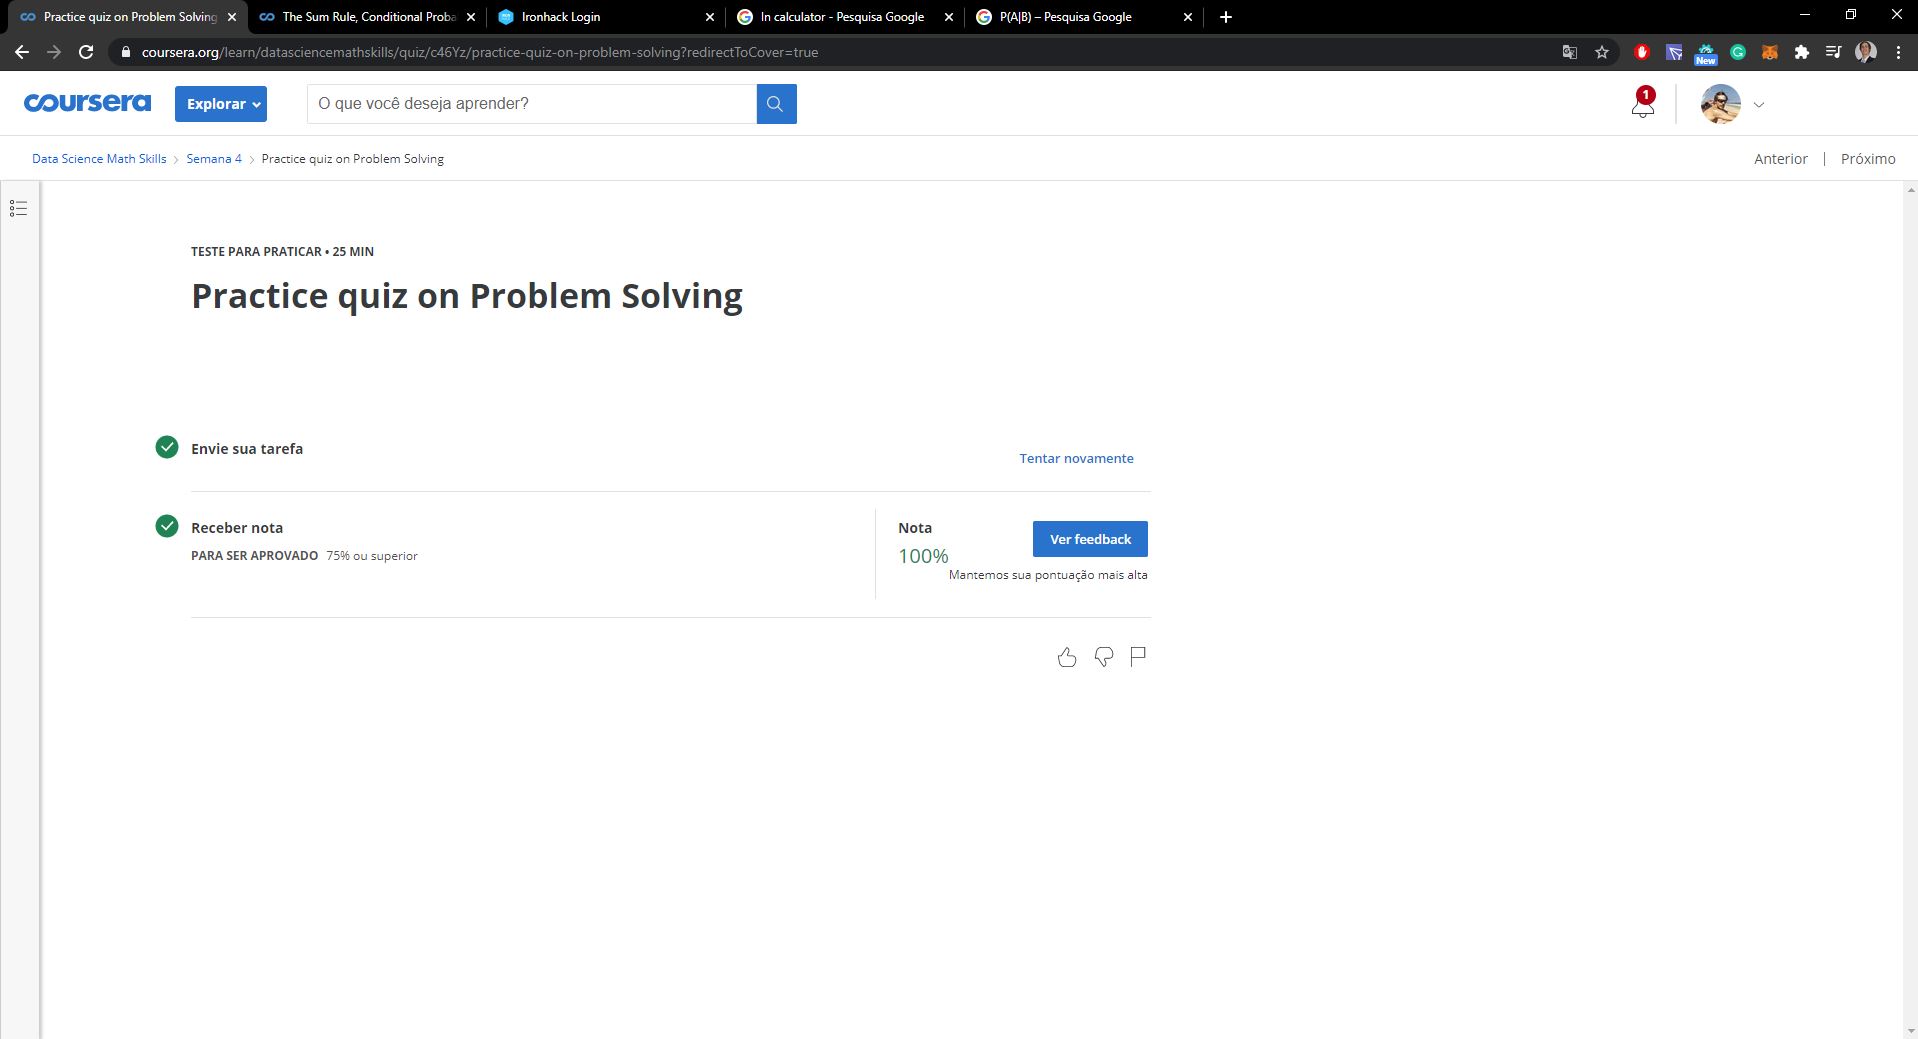 Practice quiz on Problem Solving
The Sum Rule, Conditional Proba
Ironhack Login
In calculator - Pesquisa Google
P(A|B) – Pesquisa Google
coursera.org/learn/datasciencemathskills/quiz/c46Yz/practice-quiz-on-problem-solving?redirectToCover=true
New
coursera
Explorar
O que você deseja aprender?
1
Data Science Math Skills
Semana 4
Practice quiz on Problem Solving
Anterior
Próximo
TESTE PARA PRATICAR • 25 MIN
Practice quiz on Problem Solving
Envie sua tarefa
Tentar novamente
Receber nota
PARA SER APROVADO 75% ou superior
Nota
100%
Ver feedback
Mantemos sua pontuação mais alta